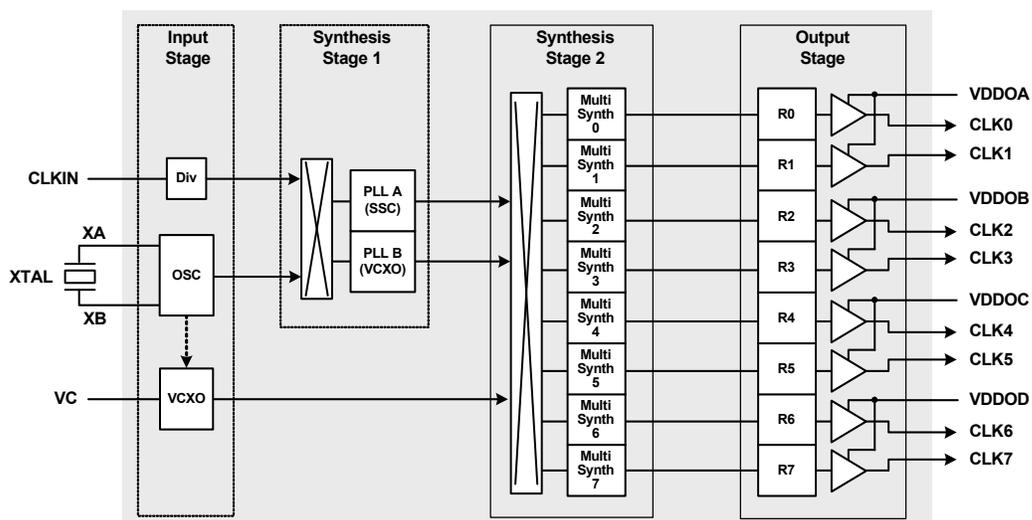 Input
Stage
Synthesis
Stage 1
Synthesis
Stage 2
Output
Stage
CLKIN
Div
XA
XTAL
XB
OSC
VC
VCXO
PLL A
(SSC)
PLL B
(VCXO)
Multi
Synth
0
Multi
Synth
1
Multi
Synth
2
Multi
Synth
3
Multi
Synth
4
Multi
Synth
5
Multi
Synth
6
Multi
Synth
7
R0
R1
R2
R3
R4
R5
R6
R7
VDDOA
CLK0
CLK1
VDDOB
CLK2
CLK3
VDDOC
CLK4
CLK5
VDDOD
CLK6
CLK7